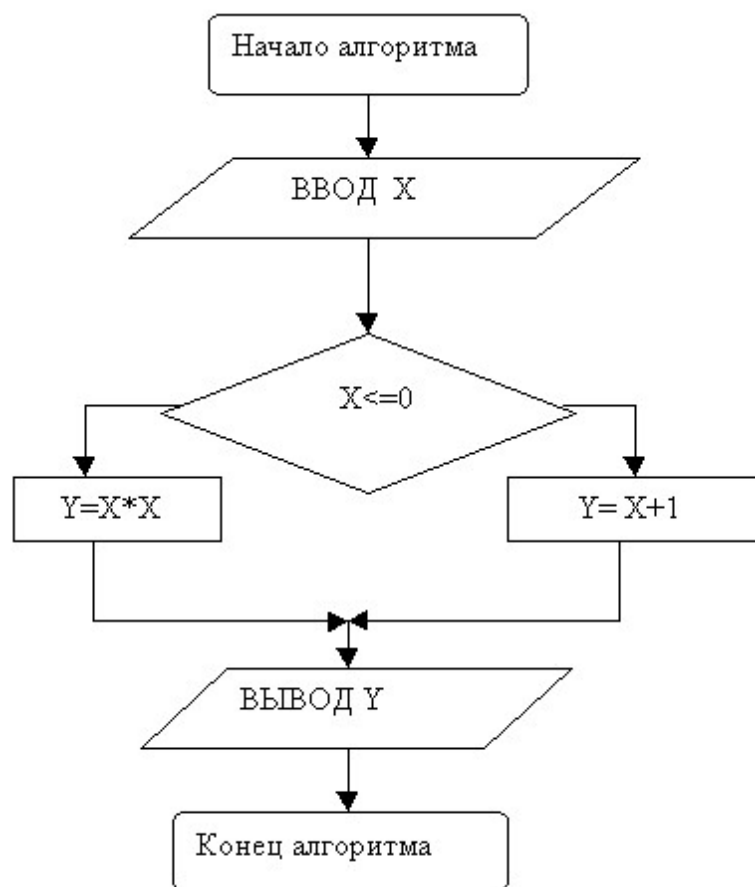 Начало алгоритма
ВВОД X
X<=0
Y=X*X
Y= X+1
ВЫВОД Y
Конец алгоритма